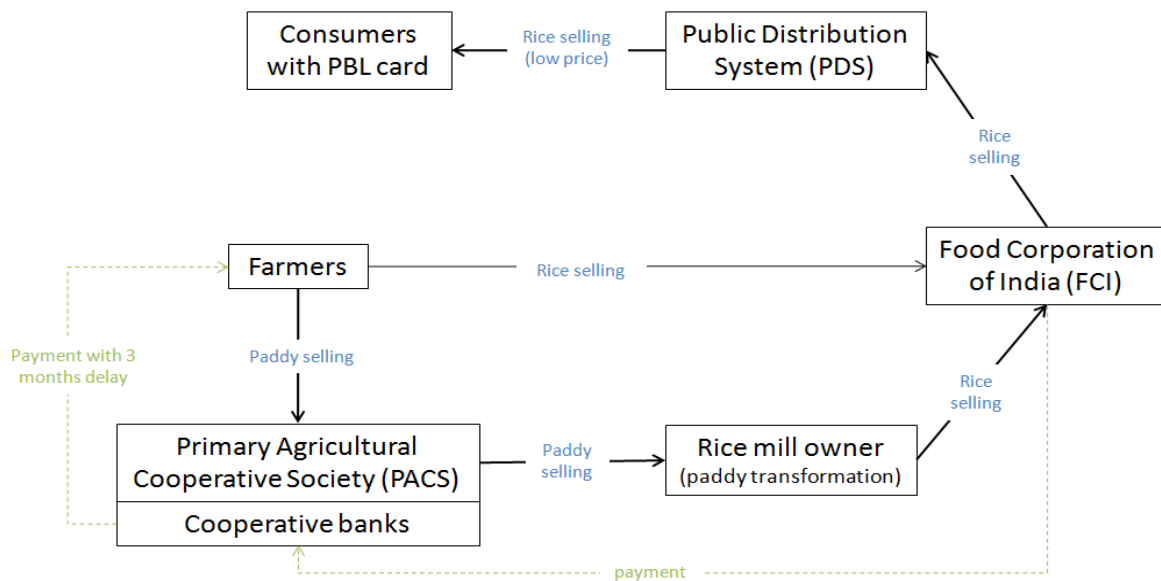 Consumers
with PBL card
Rice selling
(low price)
Public Distribution
System (PDS)
Rice
selling
Farmers
Rice selling
Food Corporation
of India (FCI)
Payment with 3
months delay
Paddy selling
Rice
selling
Primary Agricultural
Cooperative Society (PACS)
Paddy
selling
Rice mill owner
(paddy transformation)
Cooperative banks
payment